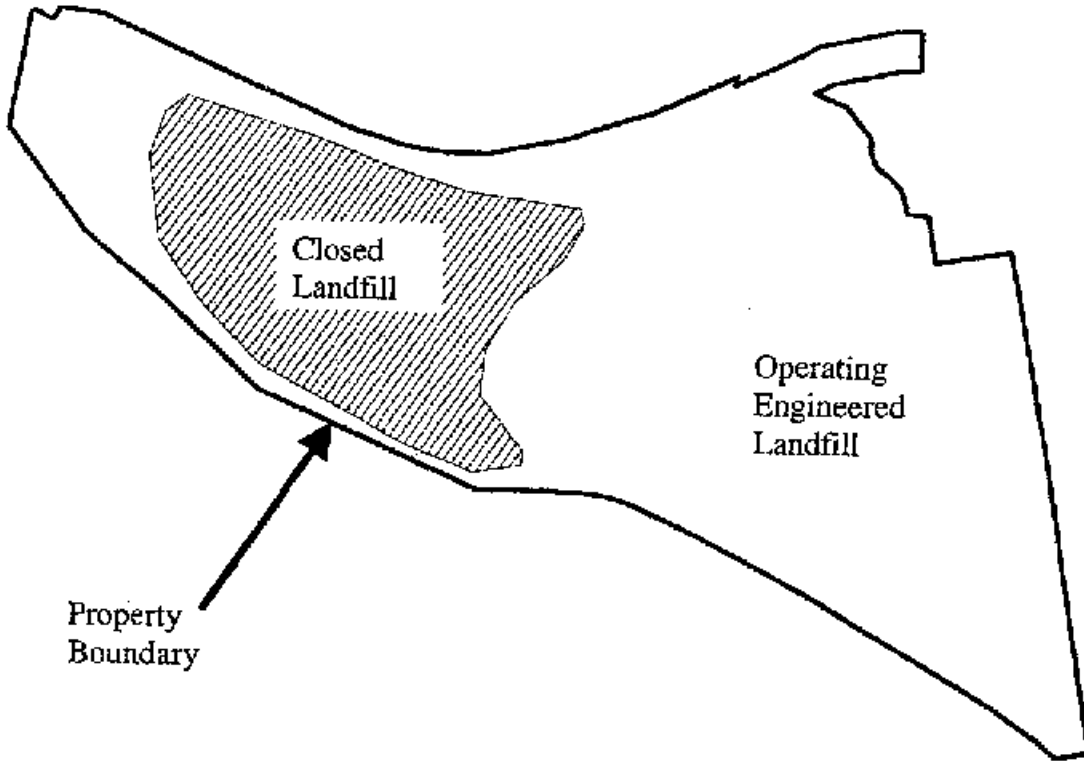 Closed
Landfill
Operating
Engineered
Landfill
Property
Boundary